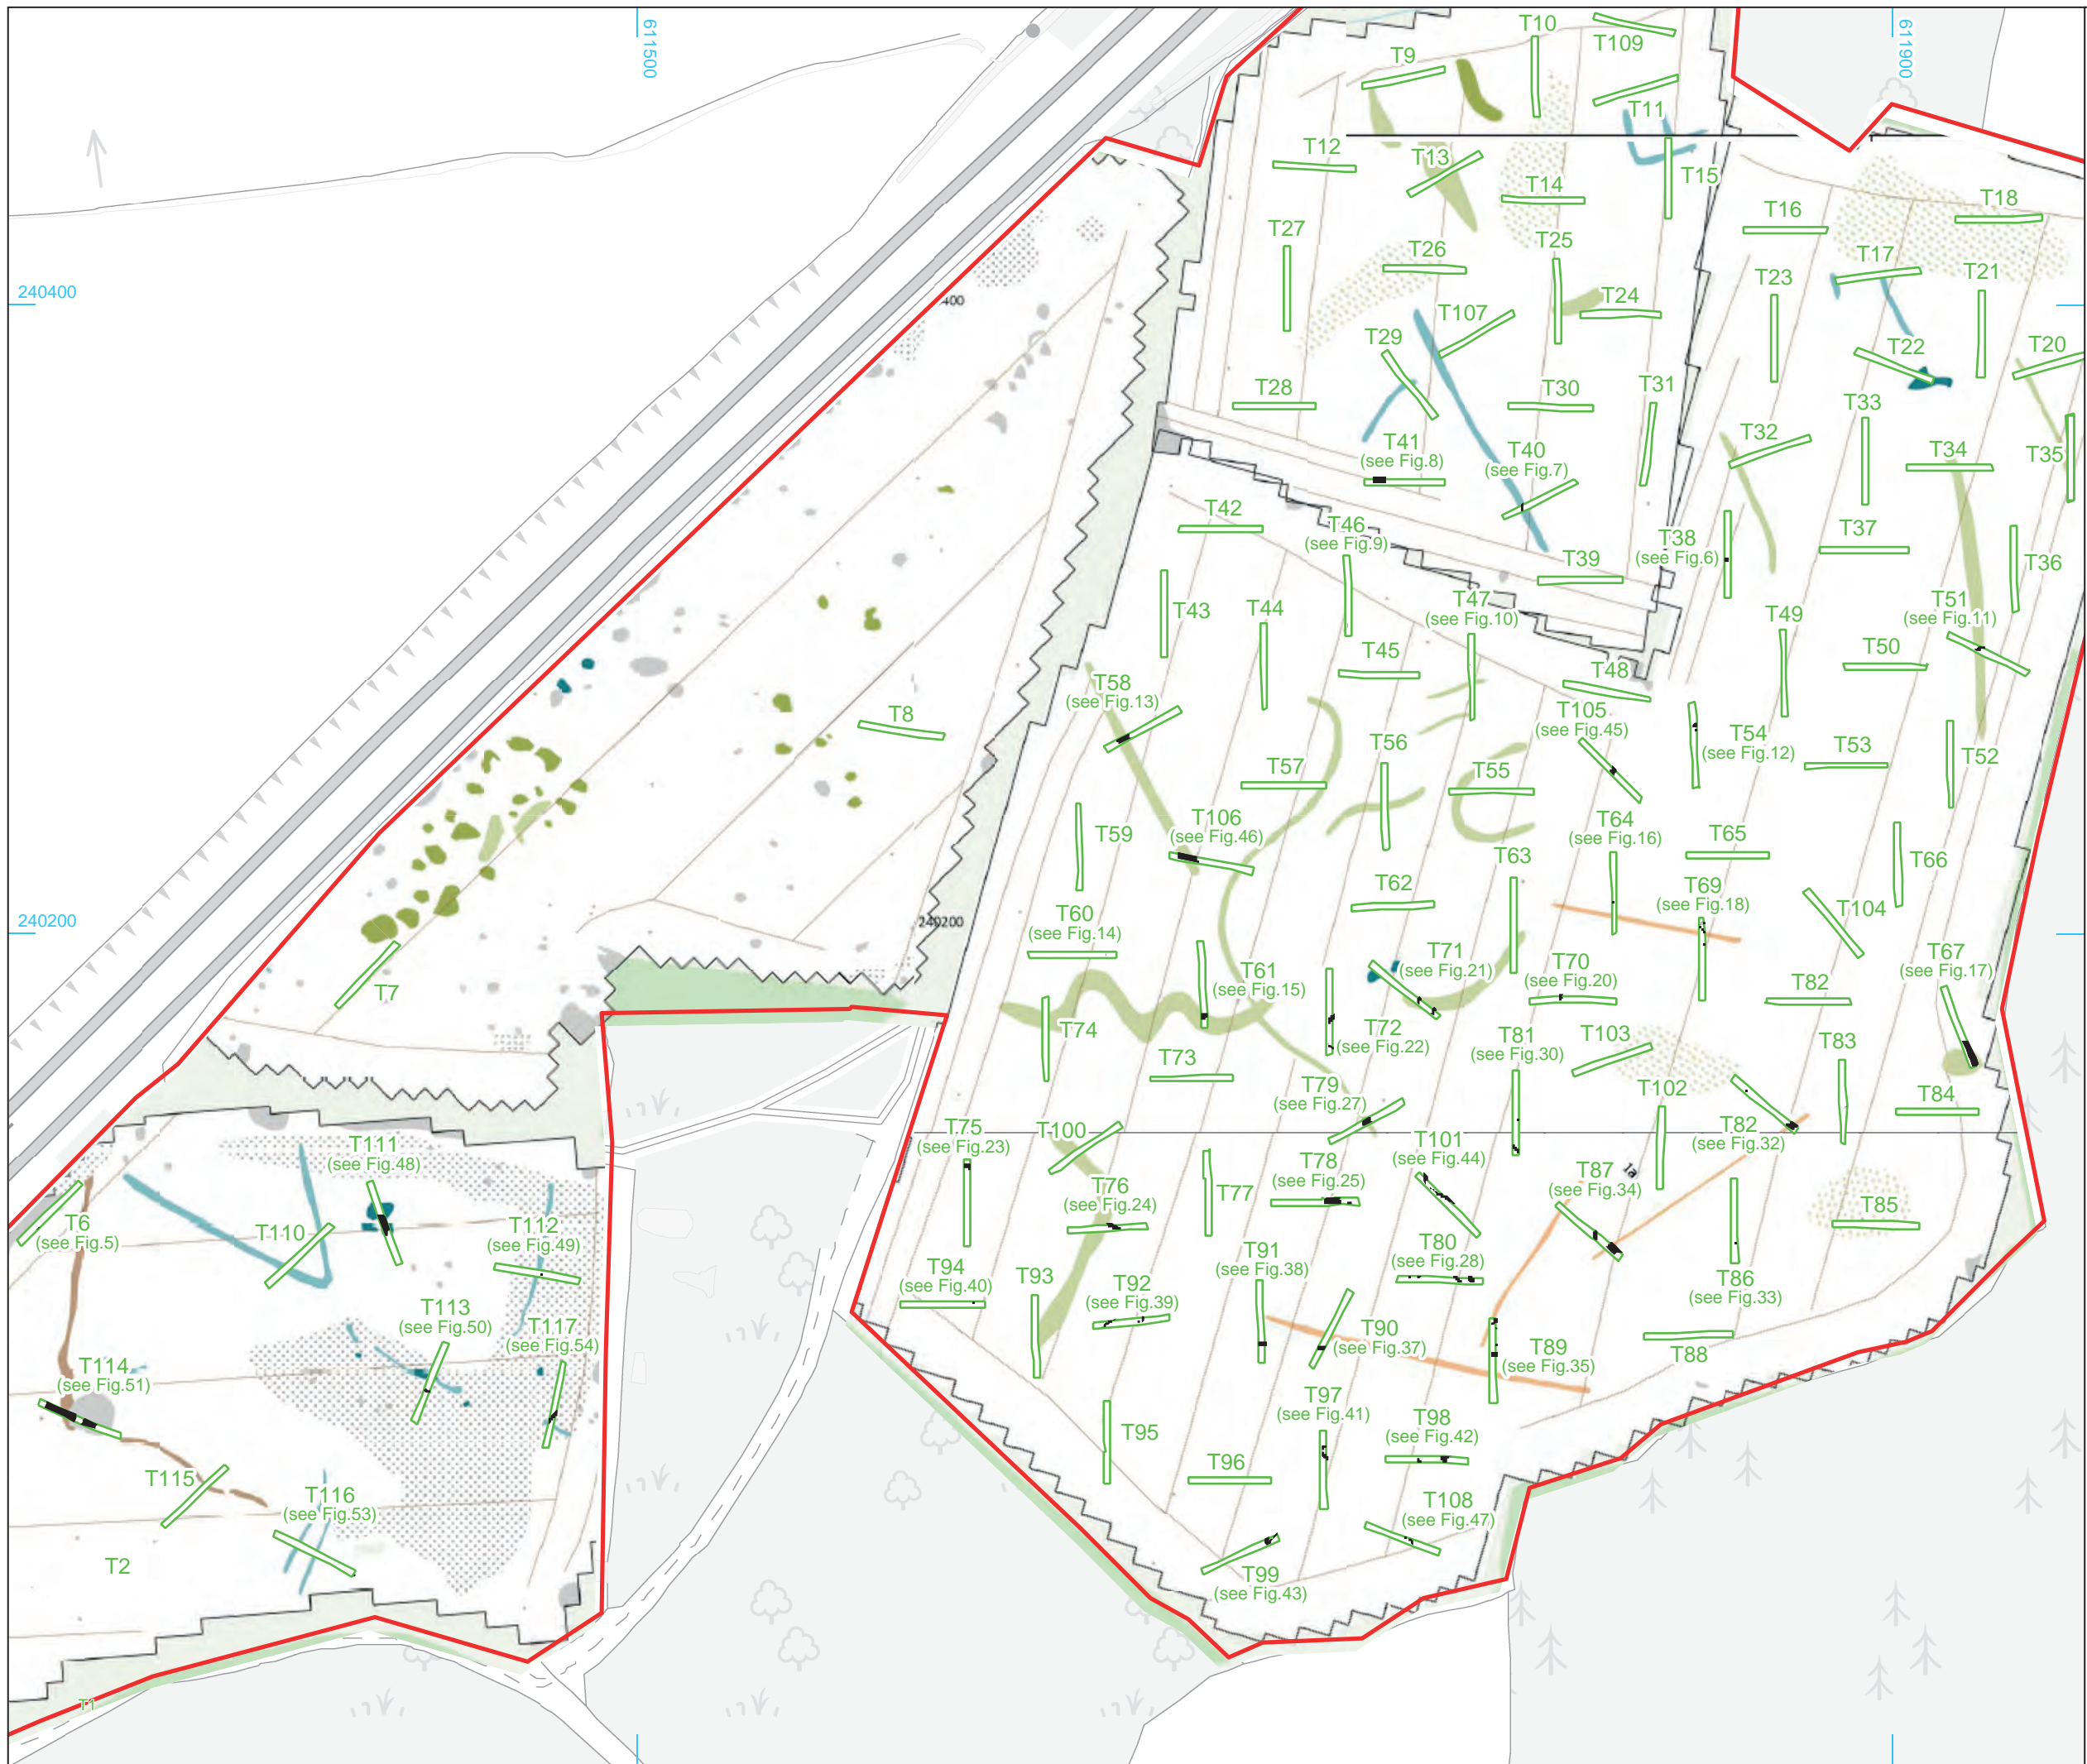 611500
611900
T10
T109
T9
T11
T12
T13
T14
T15
T16
T18
T27
T26
T25
T17
T21
T23
T24
240400
400
T107
T29
T22
T20
T28
T30
T31
T33
T32
T34
T35
T41
(see Fig.8)
T40
(see Fig.7)
T42
T46
(see Fig.9)
T38
(see Fig.6)
T37
T39
T36
T43
T44
T47
(see Fig.10)
T49
T51
(see Fig.11)
T45
T50
T48
T58
(see Fig.13)
T8
T105
(see Fig.45)
T54
(see Fig.12)
T53
T52
T56
T57
T55
T59
T106
(see Fig.46)
T64
(see Fig.16)
T65
T66
T63
T62
T69
(see Fig.18)
T104
240200
240200
T60
(see Fig.14)
T61
(see Fig.15)
T71
(see Fig.21)
T70
(see Fig.20)
T67
(see Fig.17)
T7
T82
T74
T72
(see Fig.22)
T81
(see Fig.30)
T103
T83
T73
T79
(see Fig.27)
T102
T84
T75
(see Fig.23)
T100
T101
(see Fig.44)
T82
(see Fig.32)
T111
(see Fig.48)
T78
(see Fig.25)
T87
(see Fig.34)
1a
T76
(see Fig.24)
T77
T85
T6
(see Fig.5)
T110
T112
(see Fig.49)
T80
(see Fig.28)
T94
(see Fig.40)
T93
T92
(see Fig.39)
T91
(see Fig.38)
T86
(see Fig.33)
T113
(see Fig.50)
T117
(see Fig.54)
T90
(see Fig.37)
T89
(see Fig.35)
T88
T114
(see Fig.51)
T97
(see Fig.41)
T98
(see Fig.42)
T95
T96
T115
T116
(see Fig.53)
T108
(see Fig.47)
T2
T99
(see Fig.43)
T1